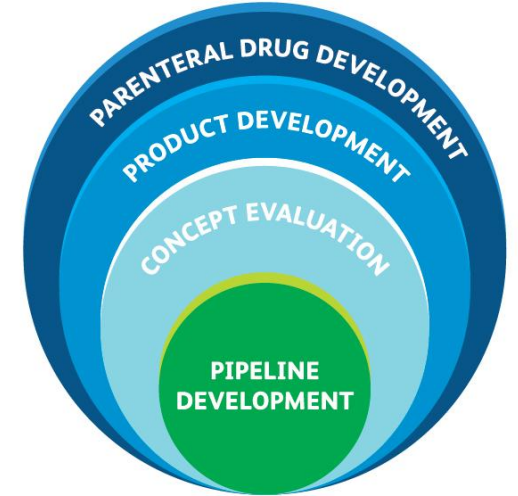 PARENTERAL DRUG DEVELOPMENT
PRODUCT DEVELOPMENT
CONCEPT EVALUATION
PIPELINE
DEVELOPMENT